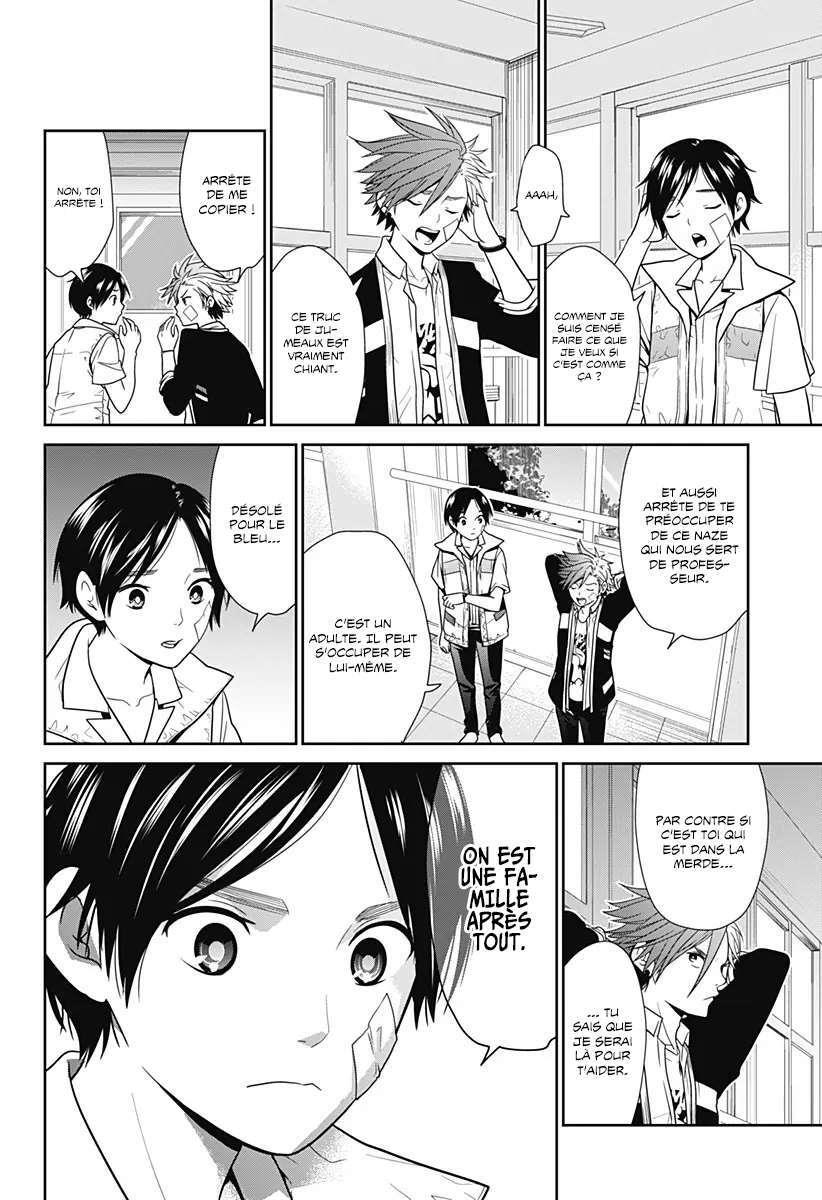 COMMENT JE
SUIS CENSÉ
FAIRE CE QUE
JE VEUX SI
C'EST COMME
ÇA ?
AAAH,
CE TRUC
DE JU-
MEAUX EST
VRAIMENT
CHIANT.
ARRÊTE
DE ME
COPIER !
NON, TOI
ARRÊTE !
ET AUSSI
ARRÊTE DE TE
PRÉOCCUPER
DE CE NAZE
QUI NOUS SERT
DE PROFES-
SEUR.
C'EST UN
ADULTE. IL PEUT
S'OCCUPER DE
LUI-MÊME.
DÉSOLÉ
POUR LE
BLEU...
PAR CONTRE SI
C'EST TOI QUI
EST DANS LA
MERDE...
... TU
SAIS QUE
JE SERAI
LÀ POUR
T'AIDER.
ON EST
UNE FA-
MILLE
APRÈS
TOUT.